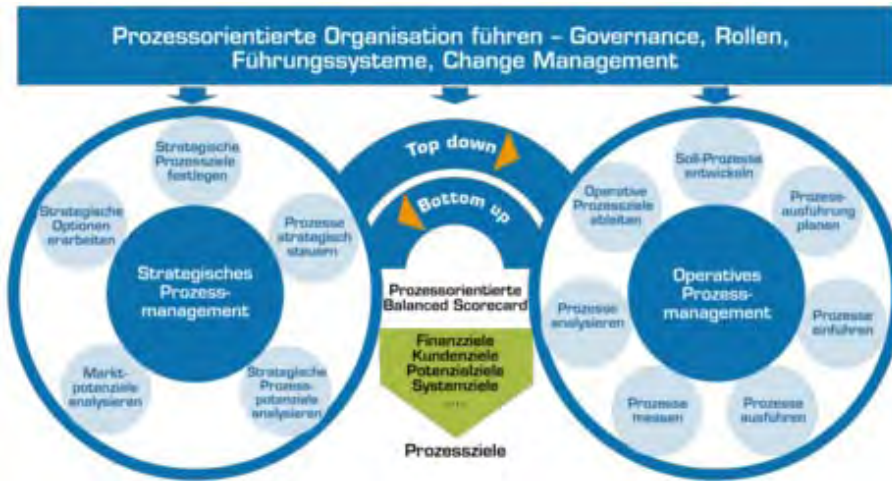 Prozessorientierte Organisation führen – Governance, Rollen,
Führungssysteme, Change Management
Strategische
Prozessziele
festlegen
Strategische
Optionen
erarbeiten
Prozesse
strategisch
steuern
Strategisches
Prozess-
management
Markt-
potenziale
analysieren
Strategische
Prozess-
potenziale
analysieren
Top down
Bottom up
Prozessorientierte
Balanced Scorecard
Finanzziele
Kundenziele
Potenzialziele
Systemziele
....
Prozessziele
Soll-Prozesse
entwickeln
Operative
Prozessziele
ableiten
Prozess-
ausführung
planen
Operatives
Prozess-
management
Prozesse
analysieren
Prozesse
einführen
Prozesse
messen
Prozesse
ausführen